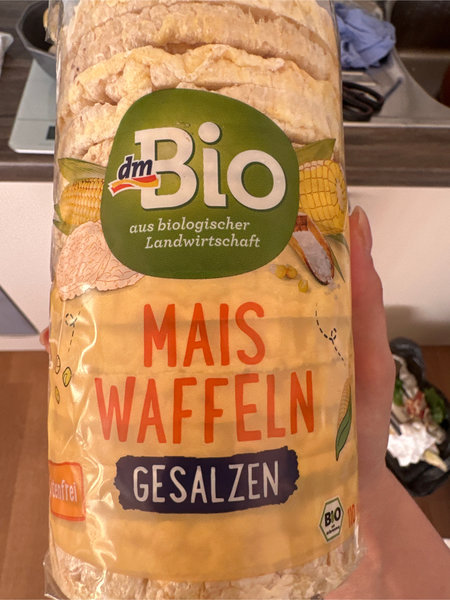 dm
Bio
aus biologischer
Landwirtschaft
MAIS
WAFFELN
GESALZEN
BIO